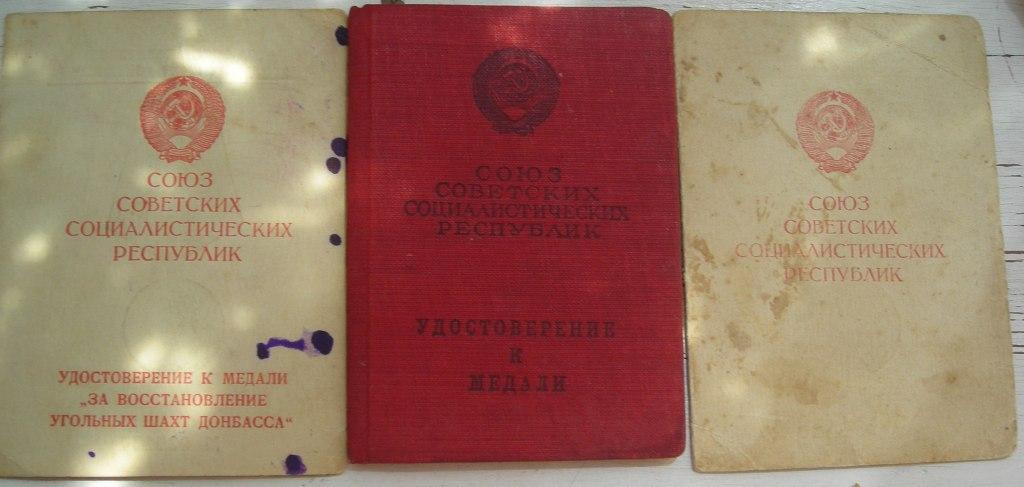 СОЮЗ
СОВЕТСКИХ
СОЦИАЛИСТИЧЕСКИХ
РЕСПУБЛИК
УДОСТОВЕРЕНИЕ К МЕДАЛИ
„ЗА ВОССТАНОВЛЕНИЕ
УГОЛЬНЫХ ШАХТ ДОНБАССА“
СОЮЗ
СОВЕТСКИХ
СОЦИАЛИСТИЧЕСКИХ
РЕСПУБЛИК
УДОСТОВЕРЕНИЕ
К
МЕДАЛИ
СОЮЗ
СОВЕТСКИХ
СОЦИАЛИСТИЧЕСКИХ
РЕСПУБЛИК